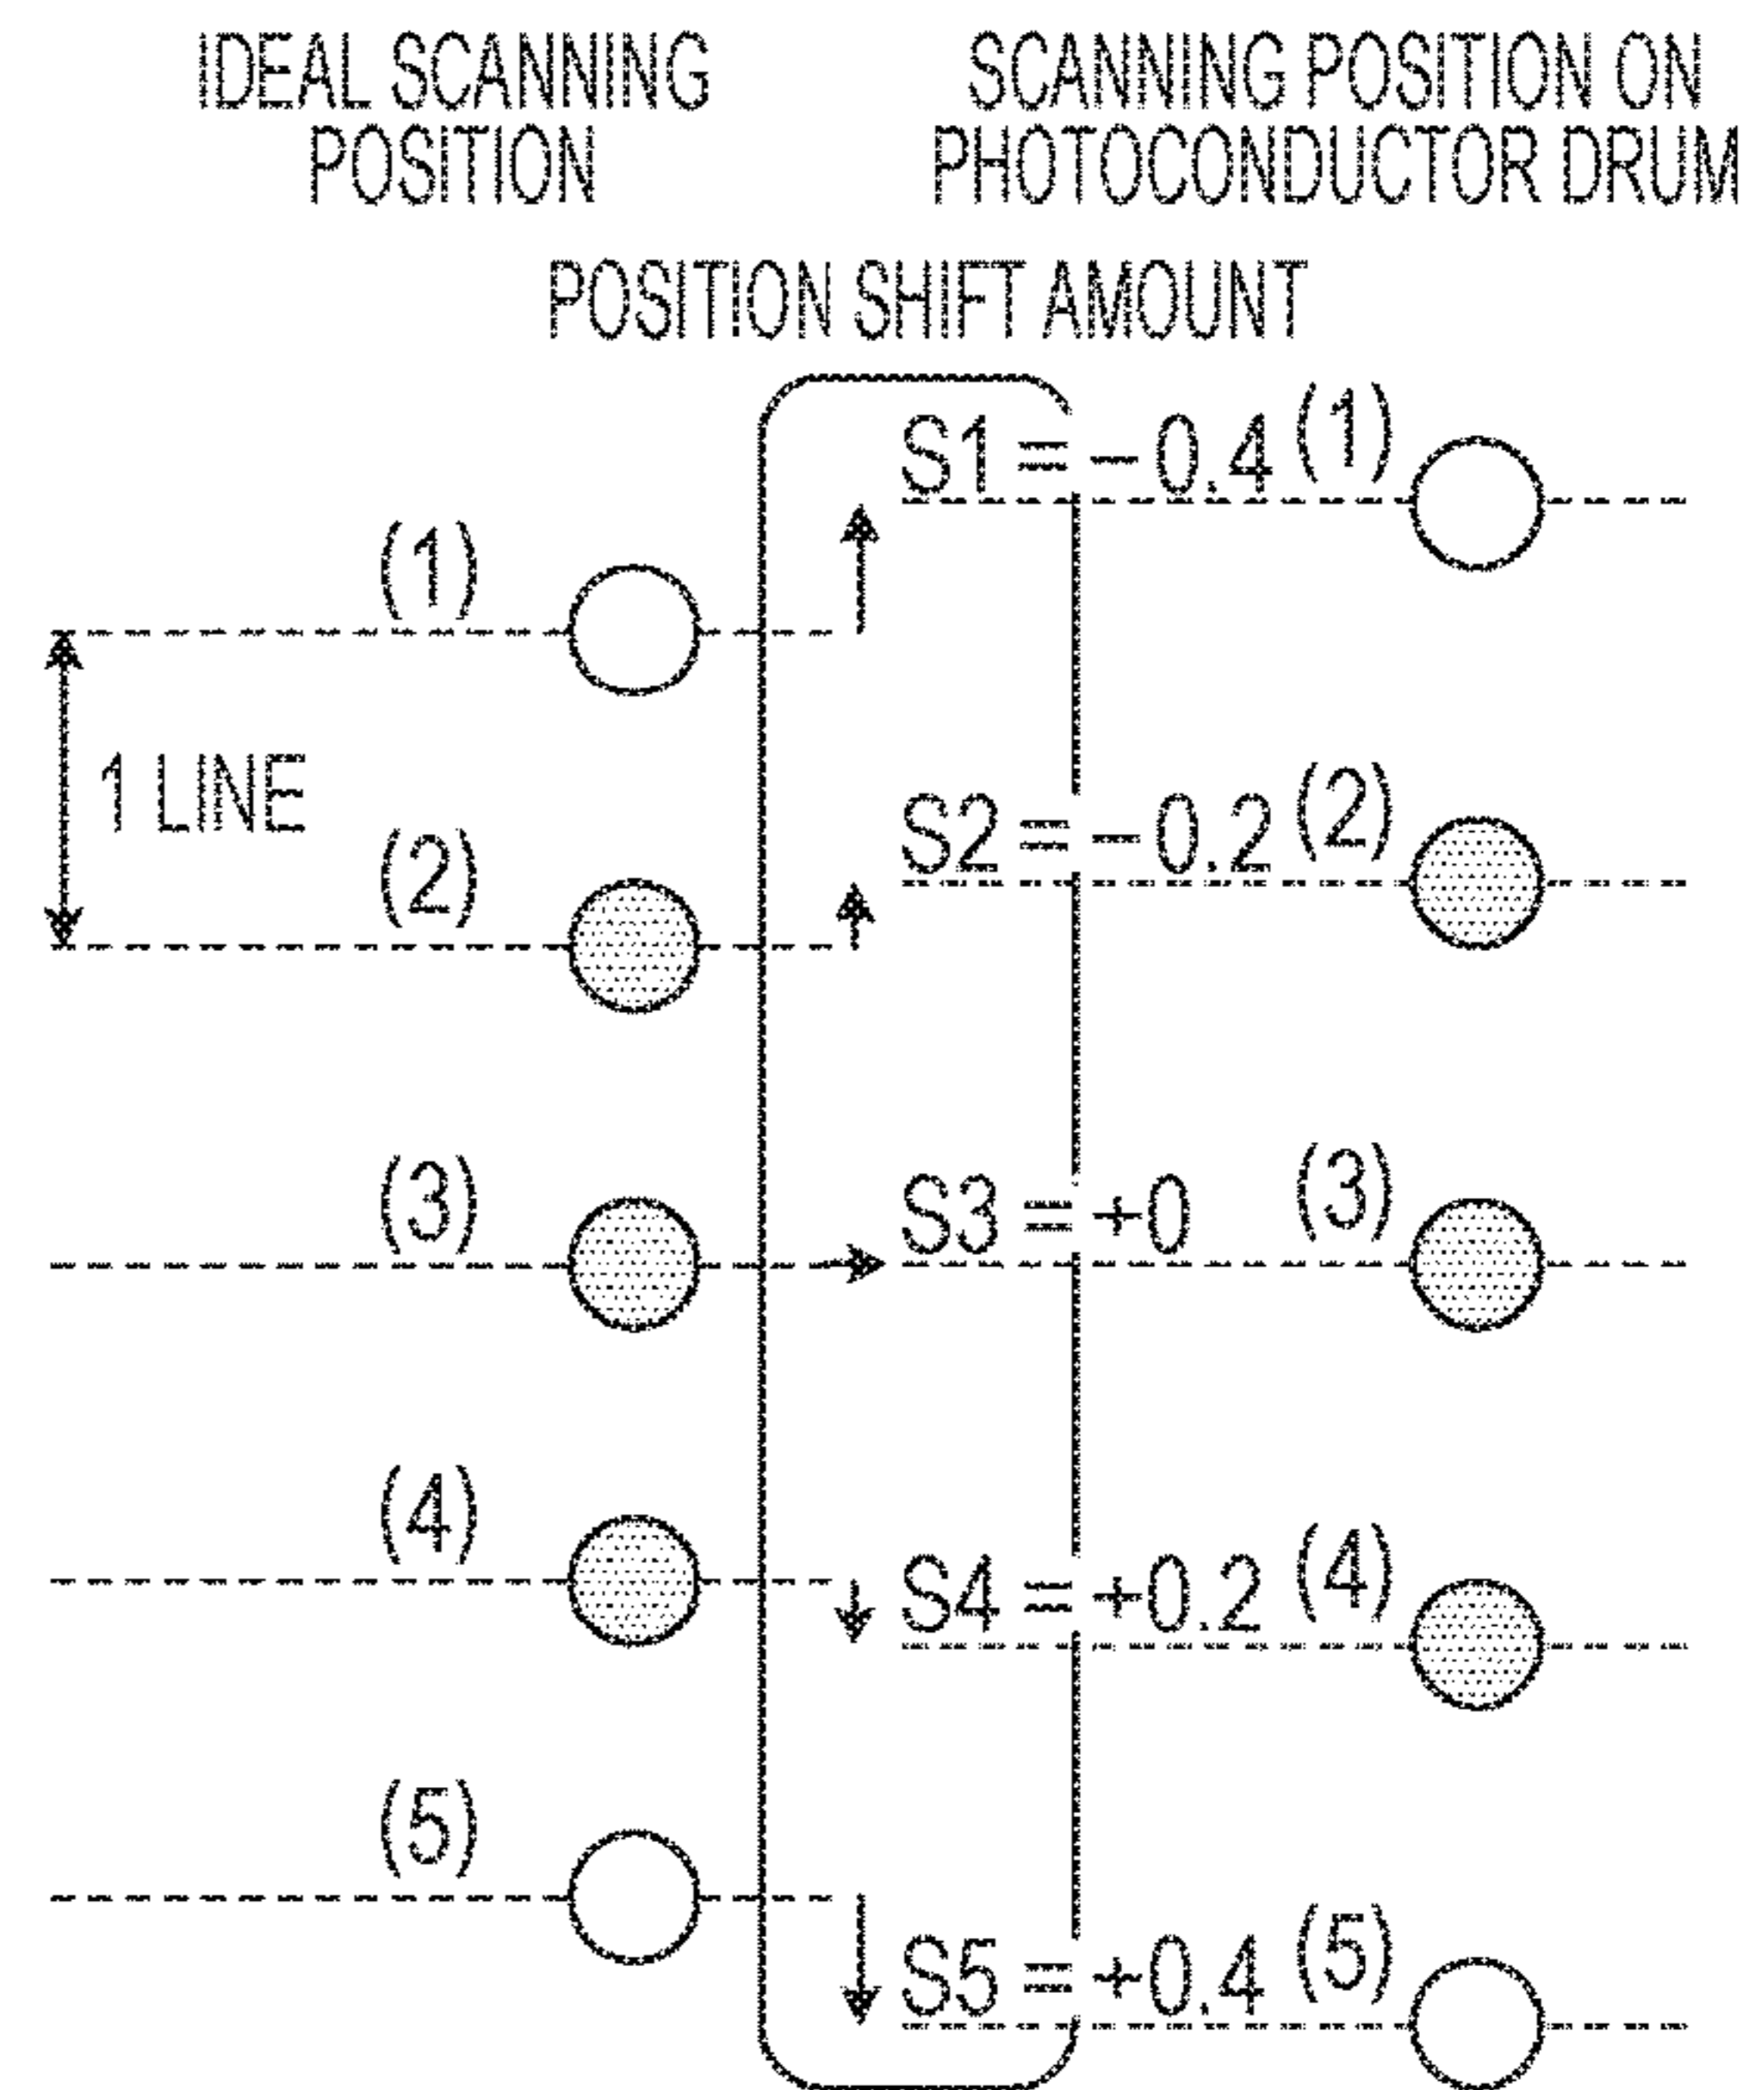 IDEAL SCANNING
POSITION
SCANNING POSITION ON
PHOTOCONDUCTOR DRUM
POSITION SHIFT AMOUNT
S1 = −0.4 (1)
(1)
1 LINE
S2 = −0.2 (2)
(2)
(3)
S3 = +0 (3)
(4)
S4 = +0.2 (4)
(5)
S5 = +0.4 (5)